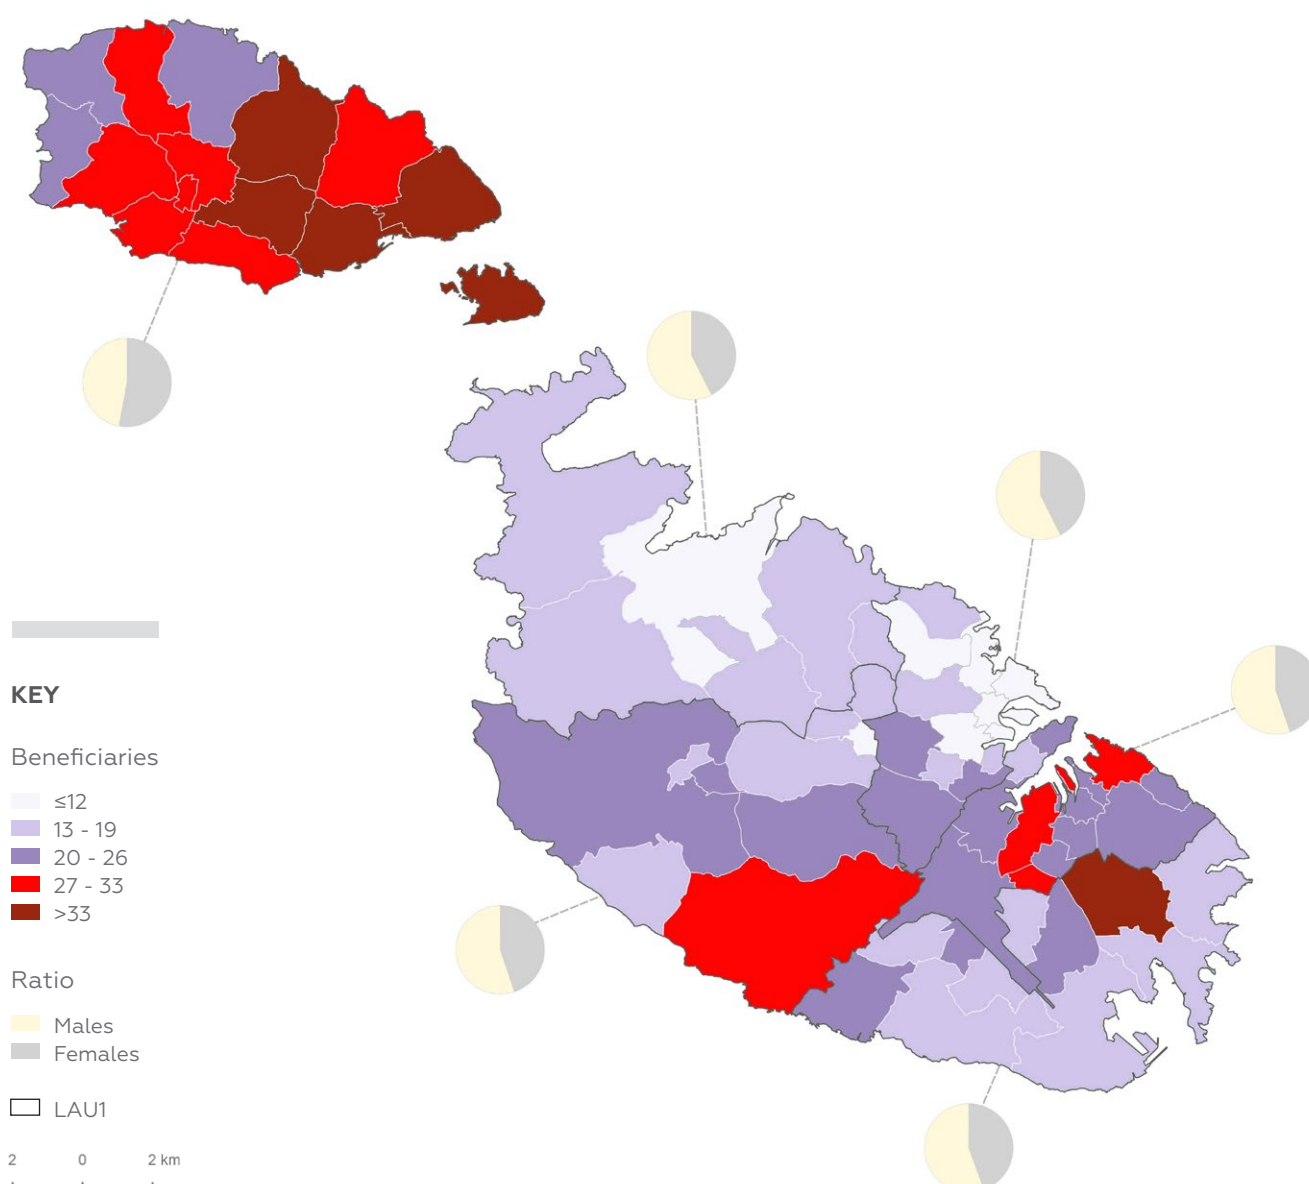 KEY
Beneficiaries
≤12
13 - 19
20 - 26
27 - 33
>33
Ratio
Males
Females
LAU1
2 0 2 km